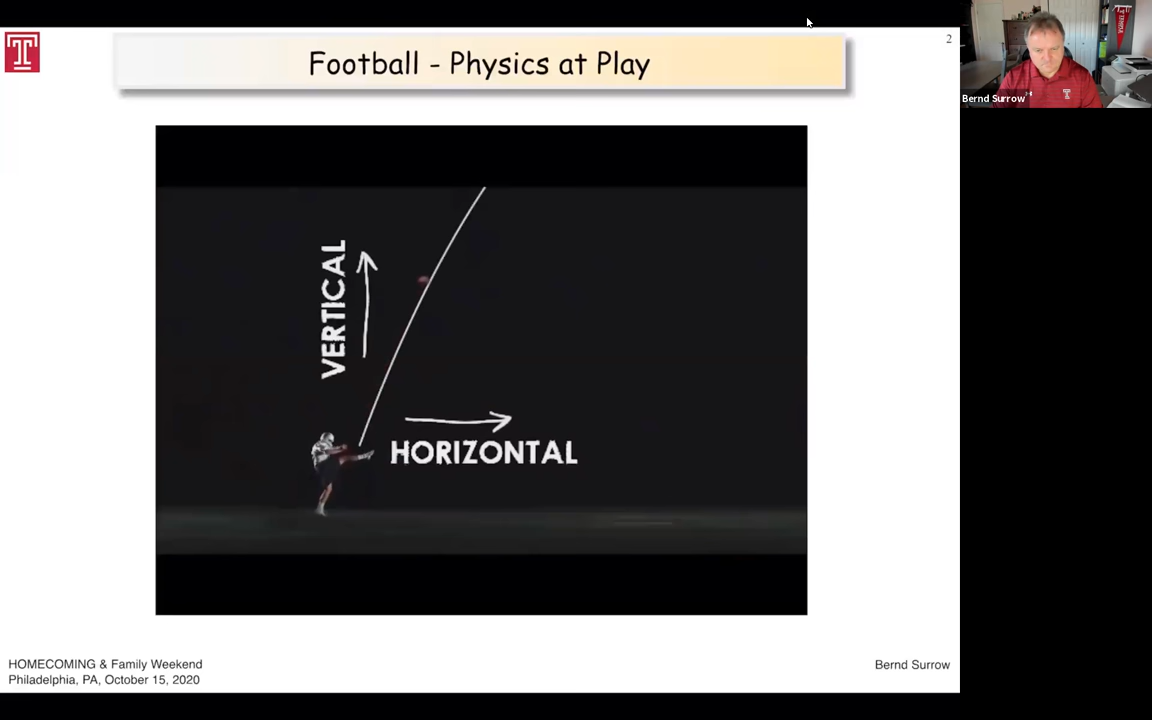 Football - Physics at Play
2
VERTICAL
HORIZONTAL
HOMECOMING & Family Weekend
Philadelphia, PA, October 15, 2020
Bernd Surrow
Bernd Surrow